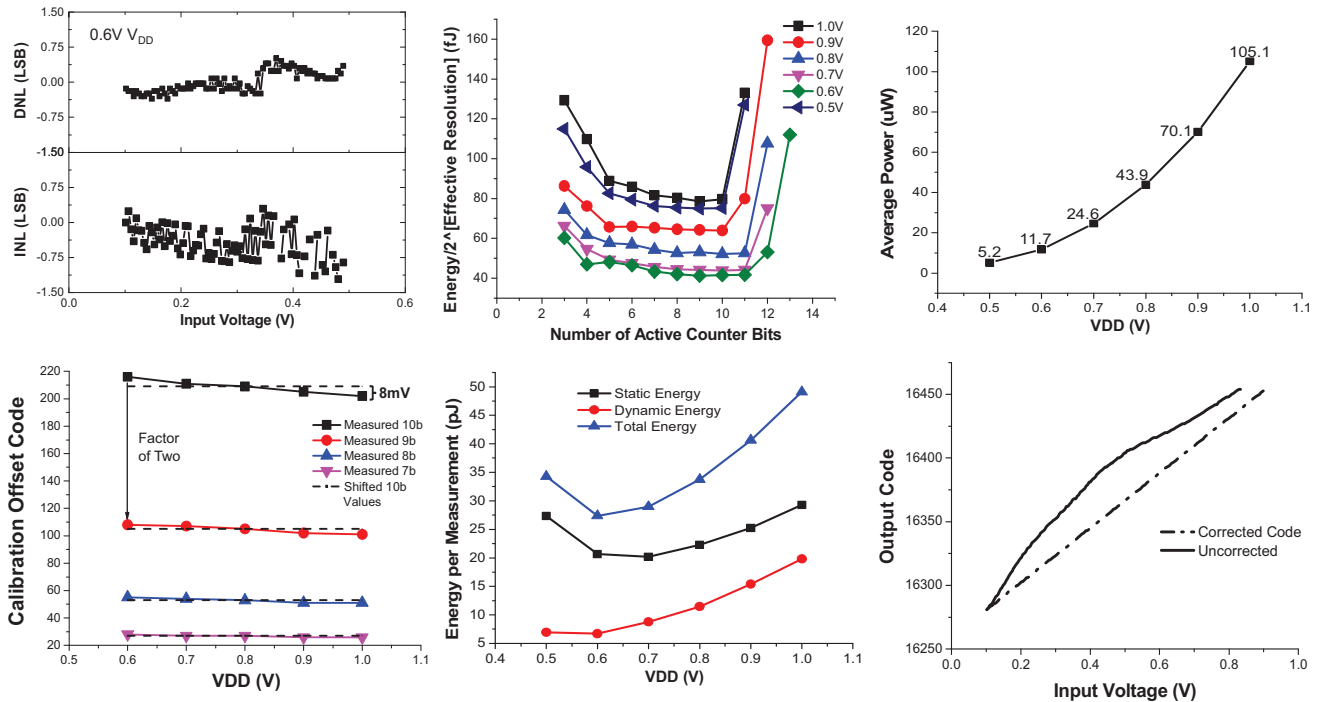 1.50
0.75
0.00
-0.75
-1.50
DNL (LSB)
0.6V V_DD
0.75
0.00
-0.75
-1.50
INL (LSB)
0.0
0.2
0.4
0.6
Input Voltage (V)
160
140
120
100
80
60
40
Energy/2^[Effective Resolution] (fJ)
1.0V
0.9V
0.8V
0.7V
0.6V
0.5V
0
2
4
6
8
10
12
14
Number of Active Counter Bits
120
100
80
60
40
20
0
Average Power (uW)
5.2
11.7
24.6
43.9
70.1
105.1
0.4
0.5
0.6
0.7
0.8
0.9
1.0
1.1
VDD (V)
220
200
180
160
140
120
100
80
60
40
20
Calibration Offset Code
8mV
Factor
of Two
Measured 10b
Measured 9b
Measured 8b
Measured 7b
Shifted 10b
Values
0.5
0.6
0.7
0.8
0.9
1.0
1.1
VDD (V)
50
45
40
35
30
25
20
15
10
5
Energy per Measurement (pJ)
Static Energy
Dynamic Energy
Total Energy
0.4
0.5
0.6
0.7
0.8
0.9
1.0
1.1
VDD (V)
16450
16400
16350
16300
16250
Output Code
Corrected Code
Uncorrected
0.0
0.2
0.4
0.6
0.8
1.0
Input Voltage (V)